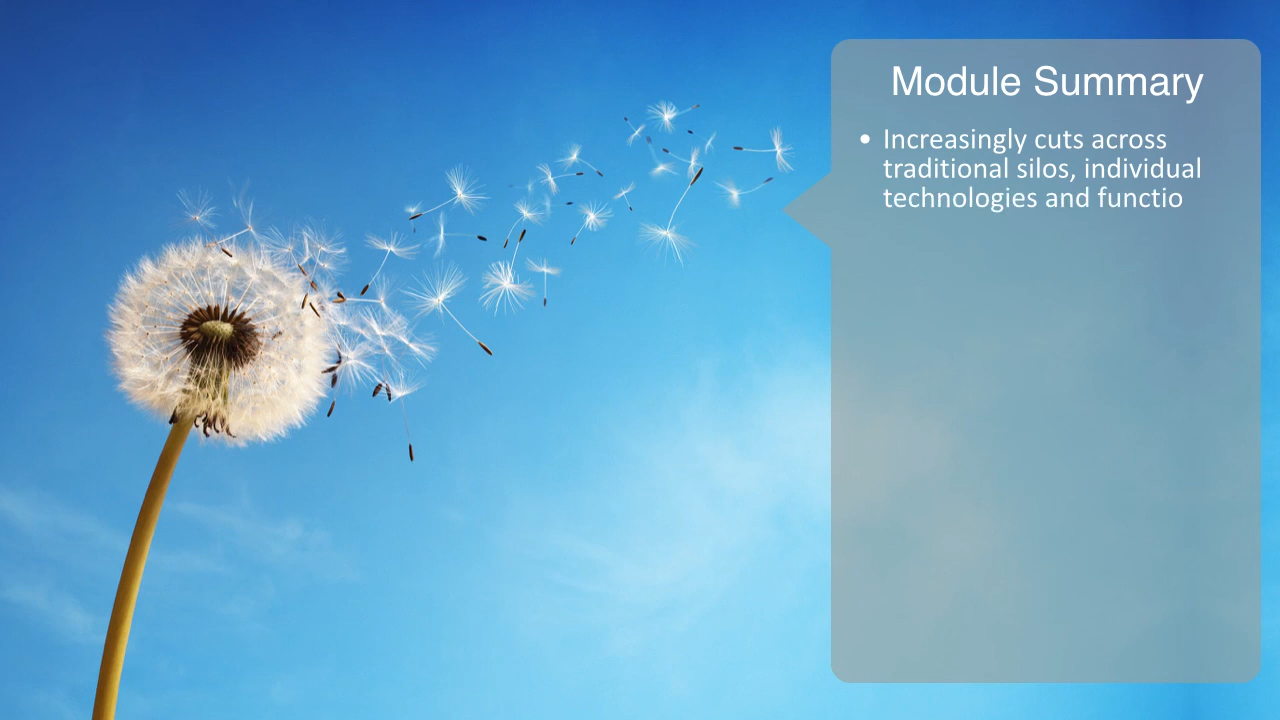 Module Summary
• Increasingly cuts across
traditional silos, individual
technologies and functio